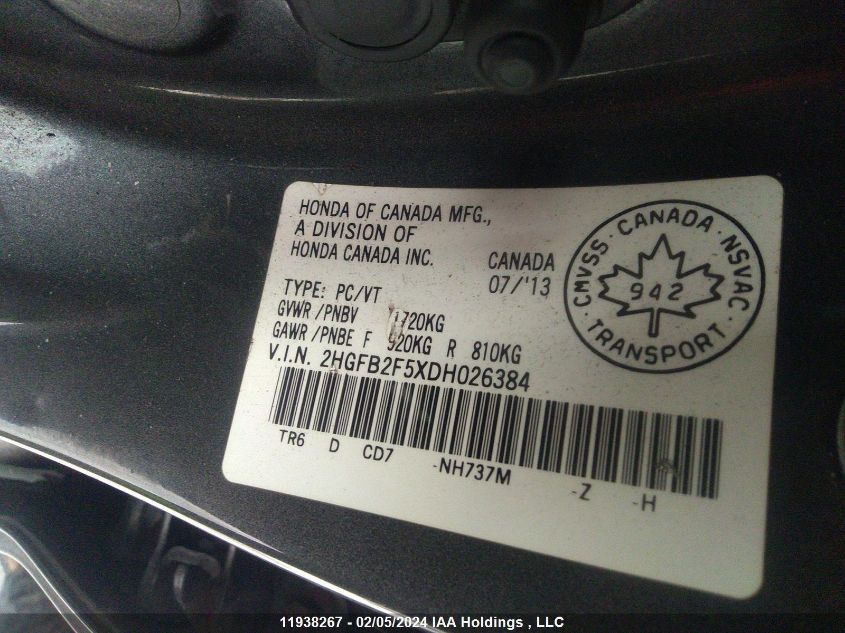 HONDA OF CANADA MFG.,
A DIVISION OF
HONDA CANADA INC.
CANADA
07/'13
TYPE: PC/VT
GVWR /PNBV 1720KG
GAWR /PNBE F 920KG R 810KG
V.I.N. 2HGFB2F5XDH026384
TR6 D CD7 -NH737M -Z -H
CMVSS · CANADA · NSVAC ·
942
TRANSPORT ·
11938267 - 02/05/2024 IAA Holdings , LLC